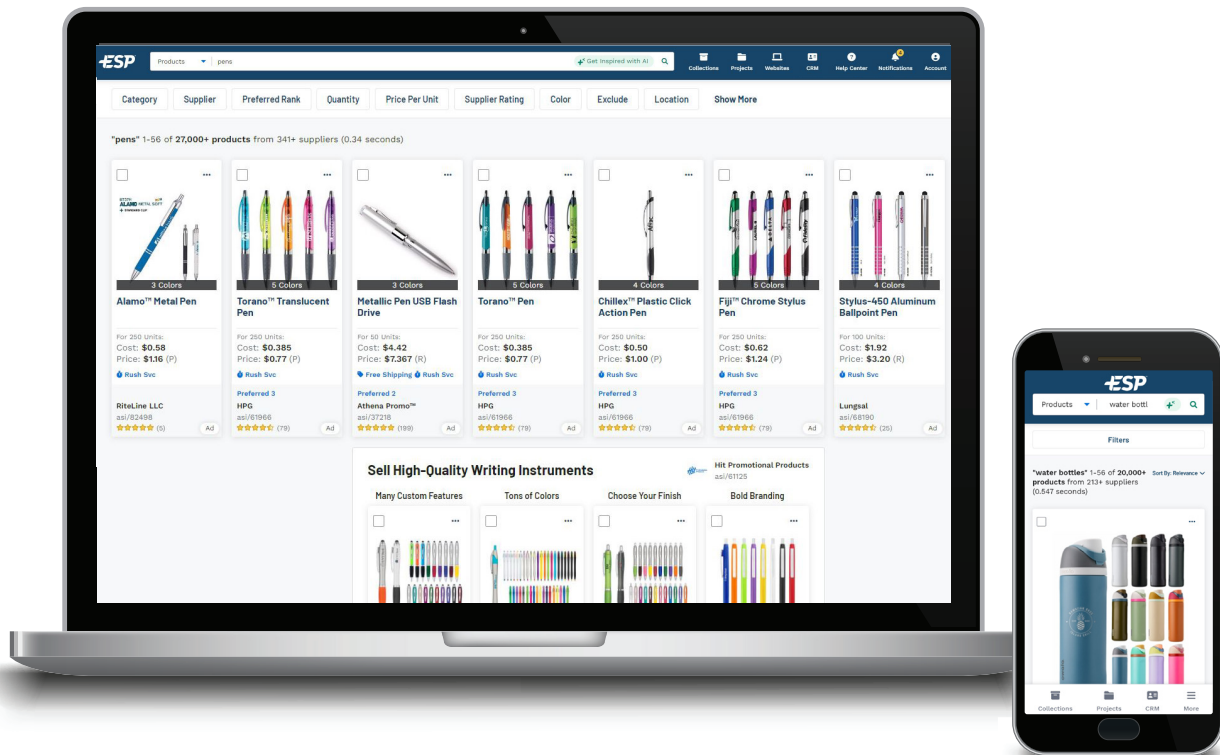 ESP
Products
pens
Get Inspired with AI
Collections
Projects
Websites
CRM
Help Center
4
Notifications
Account
Category
Supplier
Preferred Rank
Quantity
Price Per Unit
Supplier Rating
Color
Exclude
Location
Show More
"pens" 1-56 of 27,000+ products from 341+ suppliers (0.34 seconds)
ALAMO METAL SOFT
3 Colors
Alamo™ Metal Pen
For 250 Units:
Cost: $0.58
Price: $1.16 (P)
Rush Svc
RiteLine LLC
asi/82498
(5)
Ad
5 Colors
Torano™ Translucent
Pen
For 250 Units:
Cost: $0.385
Price: $0.77 (P)
Rush Svc
Preferred 3
HPG
asi/61966
(79)
Ad
3 Colors
Metallic Pen USB Flash
Drive
For 50 Units:
Cost: $4.42
Price: $7.367 (R)
Free Shipping Rush Svc
Preferred 2
Athena Promo™
asi/37218
(199)
Ad
5 Colors
Torano™ Pen
For 250 Units:
Cost: $0.385
Price: $0.77 (P)
Rush Svc
Preferred 3
HPG
asi/61966
(79)
Ad
Aflac
4 Colors
Chillex™ Plastic Click
Action Pen
For 250 Units:
Cost: $0.50
Price: $1.00 (P)
Rush Svc
Preferred 3
HPG
asi/61966
(79)
Ad
DELTA
Fidelity
5 Colors
Fiji™ Chrome Stylus
Pen
For 250 Units:
Cost: $0.62
Price: $1.24 (P)
Rush Svc
Preferred 3
HPG
asi/61966
(79)
Ad
4 Colors
Stylus-450 Aluminum
Ballpoint Pen
For 100 Units:
Cost: $1.92
Price: $3.20 (R)
Rush Svc
Lungsal
asi/68190
(25)
Ad
Sell High-Quality Writing Instruments
Hit Promotional Products
asi/61125
Many Custom Features
Tons of Colors
Choose Your Finish
Bold Branding
ESP
Products
water bottl
Filters
"water bottles" 1-56 of 20,000+
products from 213+ suppliers
(0.547 seconds)
Sort By: Relevance
Collections
Projects
CRM
More